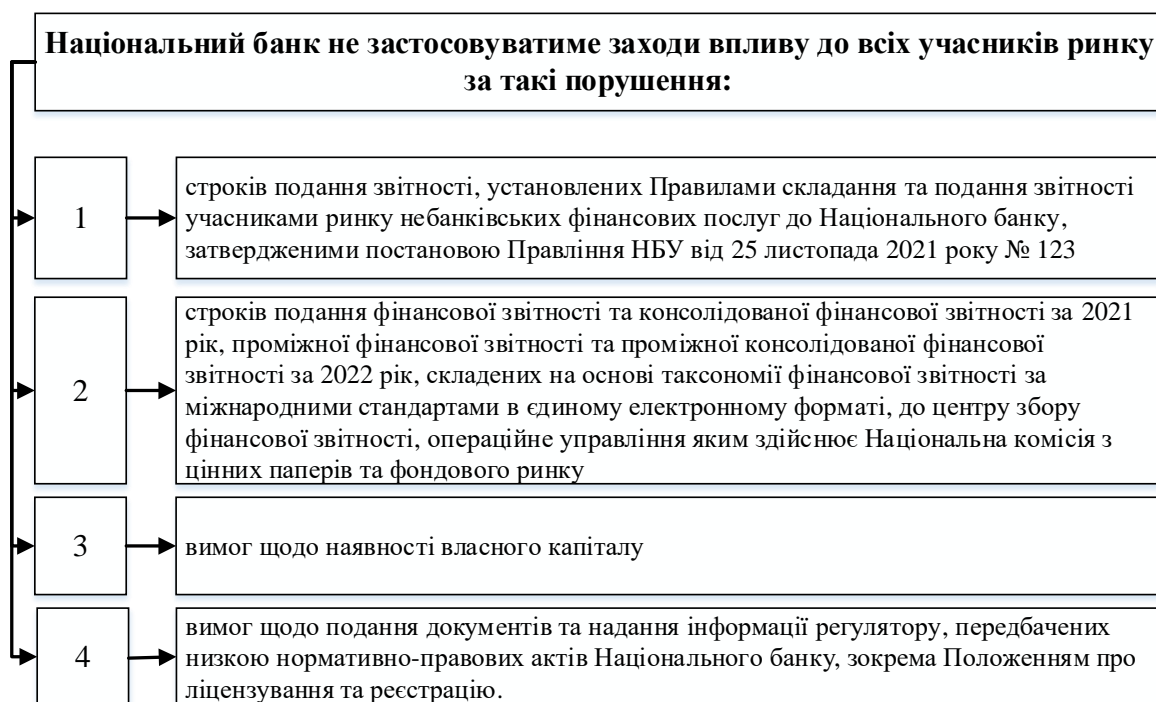 Національний банк не застосовуватиме заходи впливу до всіх учасників ринку
за такі порушення:
1
строків подання звітності, установлених Правилами складання та подання звітності
учасниками ринку небанківських фінансових послуг до Національного банку,
затвердженими постановою Правління НБУ від 25 листопада 2021 року № 123
2
строків подання фінансової звітності та консолідованої фінансової звітності за 2021
рік, проміжної фінансової звітності та проміжної консолідованої фінансової
звітності за 2022 рік, складених на основі таксономії фінансової звітності за
міжнародними стандартами в єдиному електронному форматі, до центру збору
фінансової звітності, операційне управління яким здійснює Національна комісія з
цінних паперів та фондового ринку
3
вимог щодо наявності власного капіталу
4
вимог щодо подання документів та надання інформації регулятору, передбачених
низкою нормативно-правових актів Національного банку, зокрема Положенням про
ліцензування та реєстрацію.